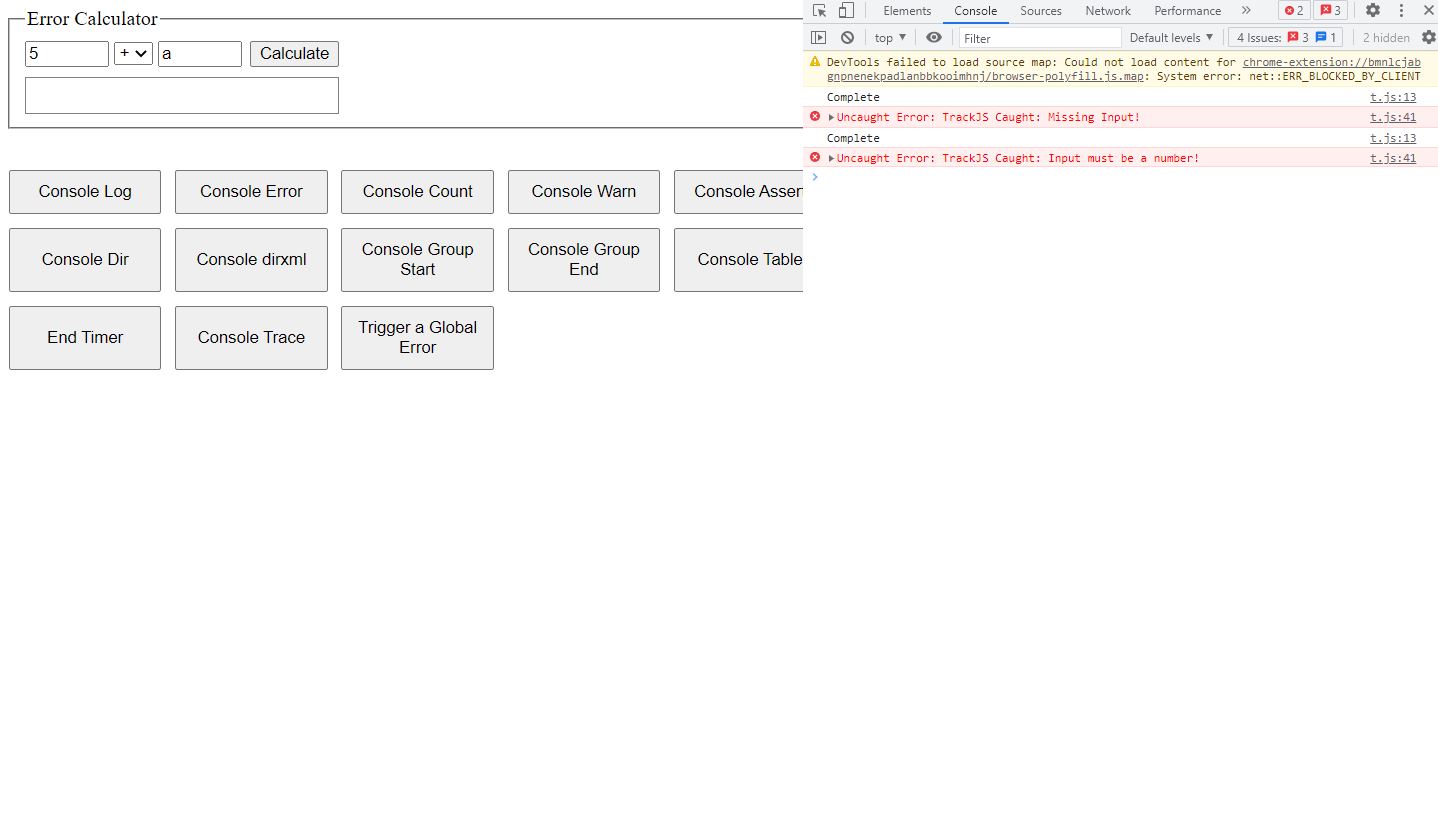 Error Calculator
5 + a Calculate
Console Log Console Error Console Count Console Warn Console Asser
Console Dir Console dirxml Console Group Start Console Group End Console Table
End Timer Console Trace Trigger a Global Error
Elements Console Sources Network Performance » 2 3
top Filter Default levels 4 Issues: 3 1 2 hidden
DevTools failed to load source map: Could not load content for chrome-extension://bmnlcjab
gnpnenekpadlanbbkooimhnj/browser-polyfill.js.map: System error: net::ERR_BLOCKED_BY_CLIENT
Complete t.js:13
Uncaught Error: TrackJS Caught: Missing Input! t.js:41
Complete t.js:13
Uncaught Error: TrackJS Caught: Input must be a number! t.js:41